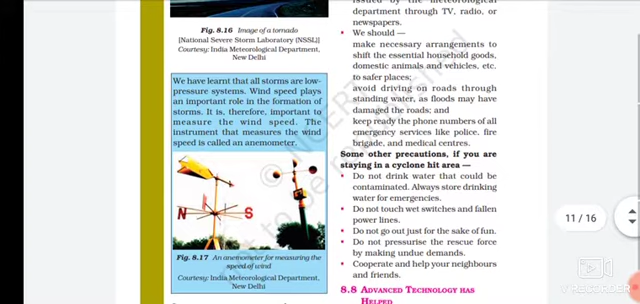 Fig. 8.16 Image of a tornado
[National Severe Storm Laboratory (NSSL)]
Courtesy: India Meteorological Department,
New Delhi
We have learnt that all storms are low-
pressure systems. Wind speed plays
an important role in the formation of
storms. It is, therefore, important to
measure the wind speed. The
instrument that measures the wind
speed is called an anemometer.
N S
Fig. 8.17 An anemometer for measuring the
speed of wind
Courtesy: India Meteorological Department,
New Delhi
issued by the meteorological
department through TV, radio, or
newspapers.
• We should —
make necessary arrangements to
shift the essential household goods,
domestic animals and vehicles, etc.
to safer places;
avoid driving on roads through
standing water, as floods may have
damaged the roads; and
keep ready the phone numbers of all
emergency services like police, fire
brigade, and medical centres.
Some other precautions, if you are
staying in a cyclone hit area —
• Do not drink water that could be
contaminated. Always store drinking
water for emergencies.
• Do not touch wet switches and fallen
power lines.
• Do not go out just for the sake of fun.
• Do not pressurise the rescue force
by making undue demands.
• Cooperate and help your neighbours
and friends.
8.8 ADVANCED TECHNOLOGY HAS
HELPED
11 / 16
© NCERT
not to be republished